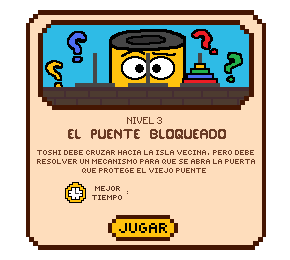 NIVEL 3
EL PUENTE BLOQUEADO
TOSHI DEBE CRUZAR HACIA LA ISLA VECINA. PERO DEBE
RESOLVER UN MECANISMO PARA QUE SE ABRA LA PUERTA
QUE PROTEGE EL VIEJO PUENTE
MEJOR :
TIEMPO
JUGAR